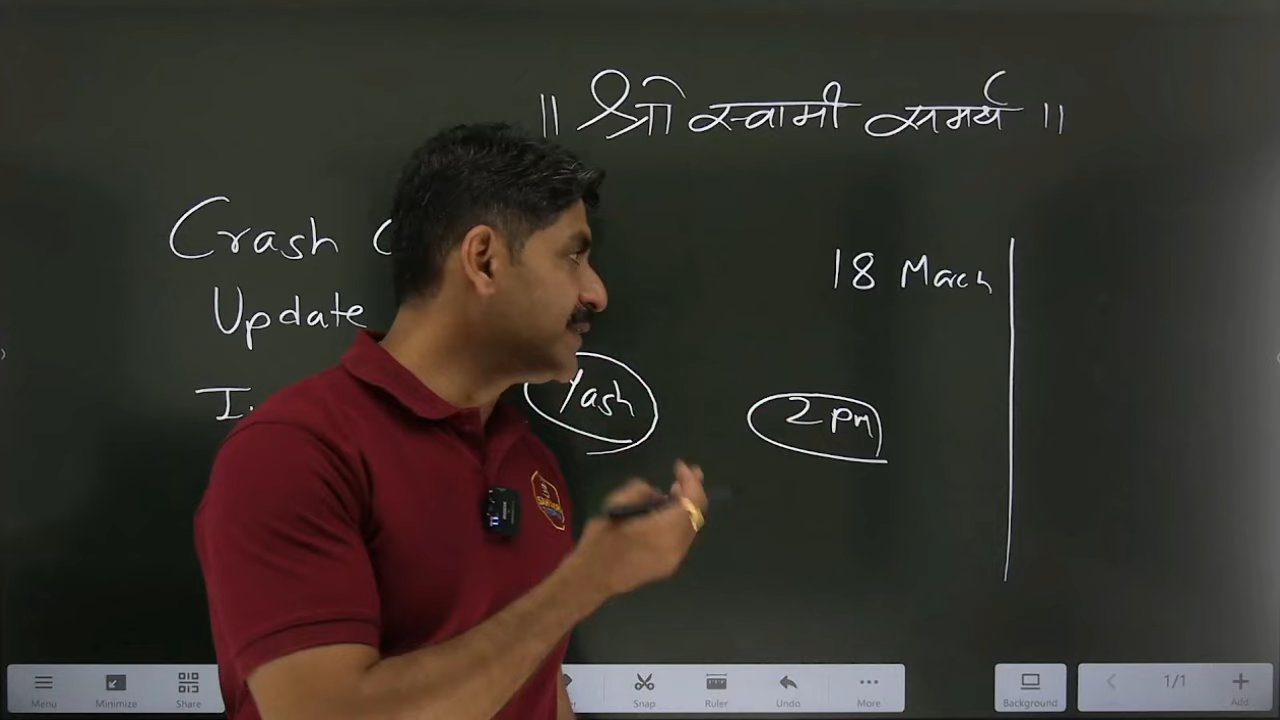 || श्री स्वामी समर्थ ||
Crash
18 March
Update
Yash 2 pm
Menu Minimize Share Snap Ruler Undo More Background 1/1 Add